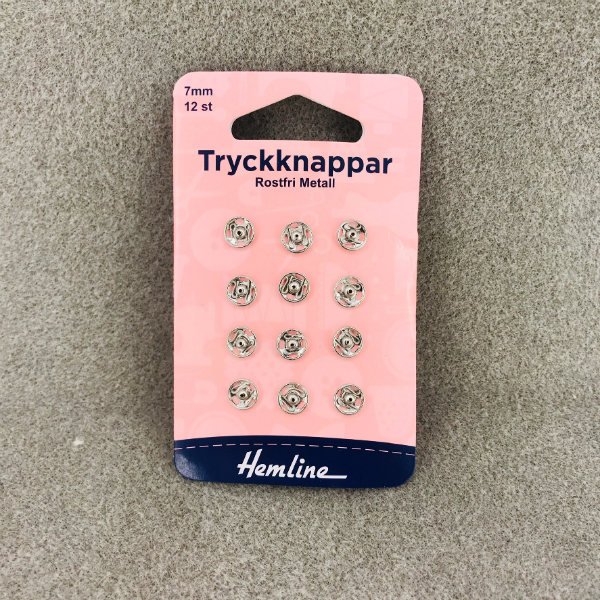 7mm
12 st
Tryckknappar
Rostfri Metall
Hemline